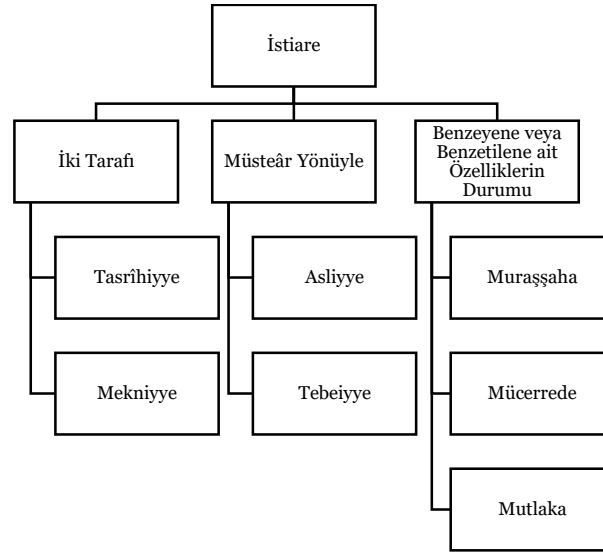 İstiare
İki Tarafı
Müsteâr Yönüyle
Benzeyene veya
Benzetilene ait
Özelliklerin
Durumu
Tasrîhiyye
Asliyye
Muraşşaha
Mekniyye
Tebeiyye
Mücerrede
Mutlaka